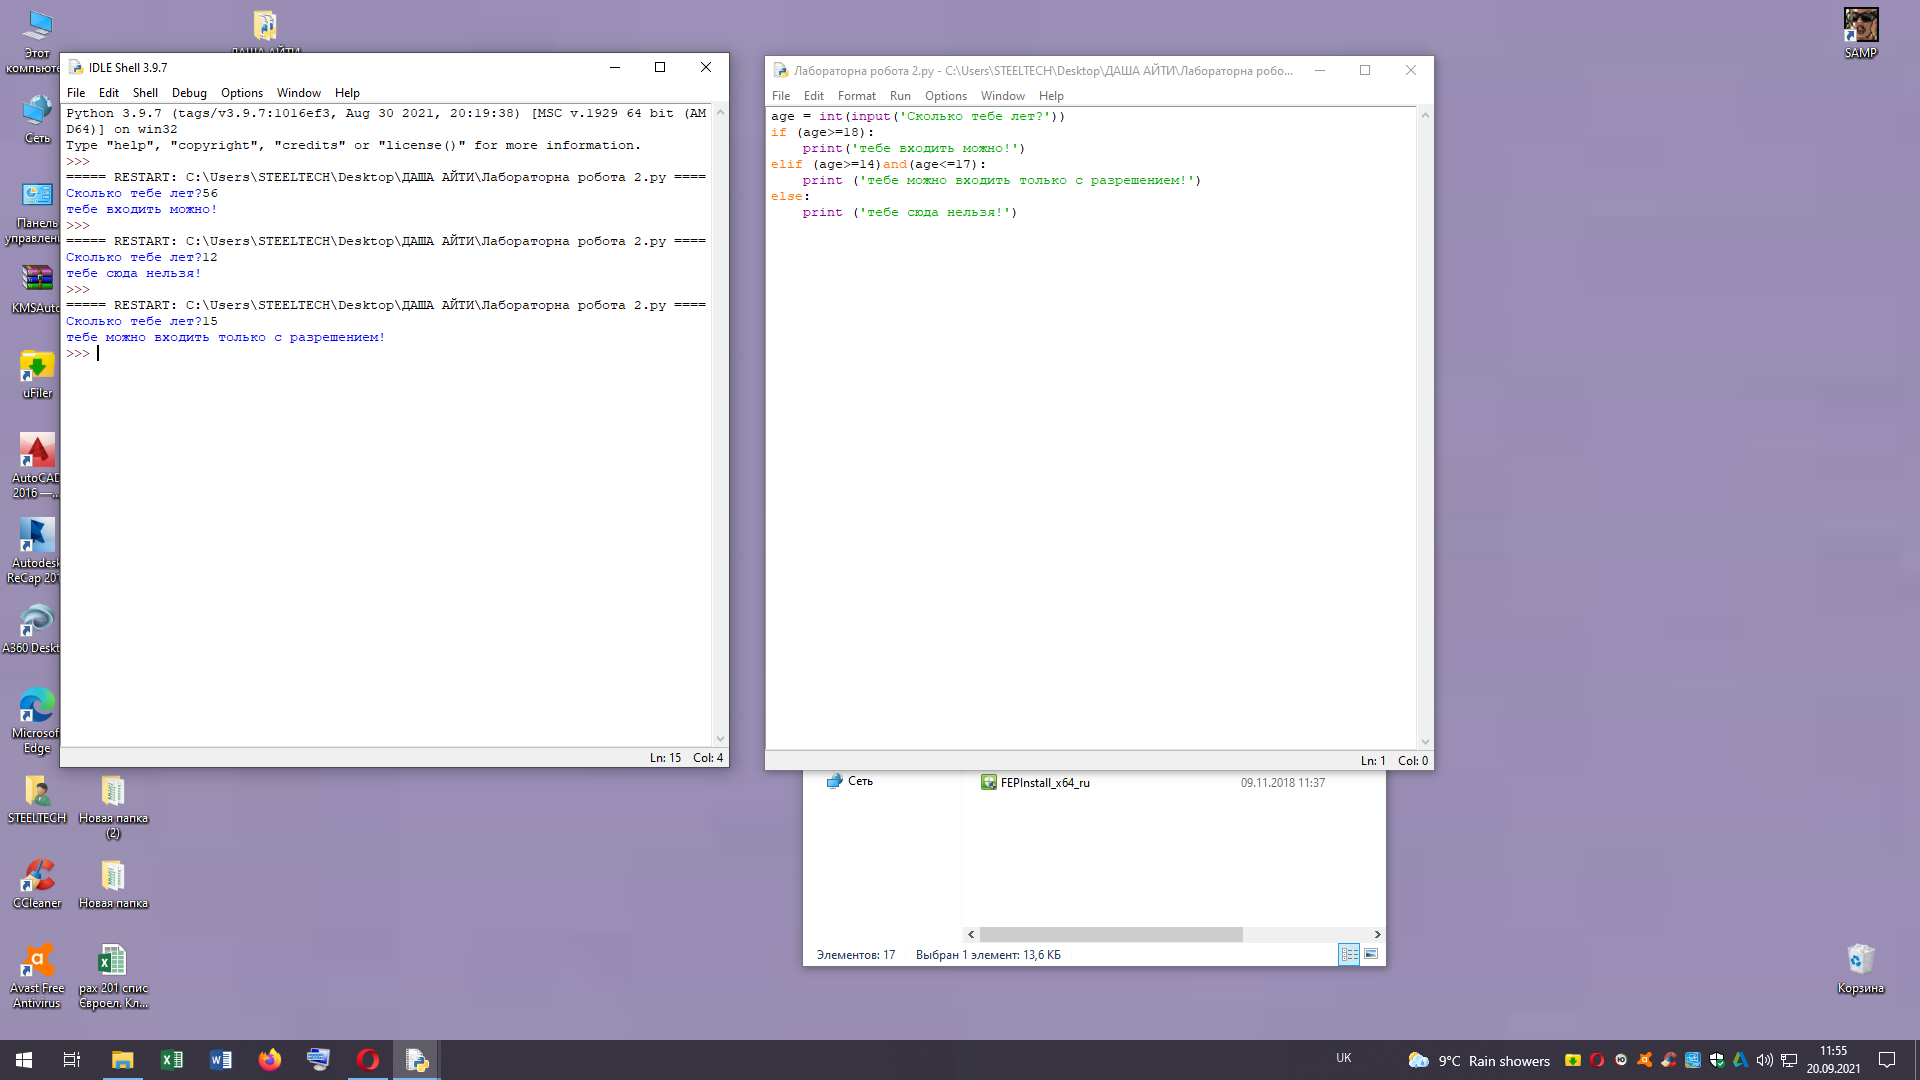 Этот
компьюте
ДАША АЙТИ
SAMP
Сеть
Панель
управлени
KMSAuto
uFiler
AutoCAD
2016 —...
Autodesk
ReCap 201
A360 Deskt
Microsof
Edge
STEELTECH
Новая папка
(2)
CCleaner
Новая папка
Avast Free
Antivirus
рах 201 спис
Євроел. Кл...
Корзина
IDLE Shell 3.9.7
File Edit Shell Debug Options Window Help
Python 3.9.7 (tags/v3.9.7:1016ef3, Aug 30 2021, 20:19:38) [MSC v.1929 64 bit (AM
D64)] on win32
Type "help", "copyright", "credits" or "license()" for more information.
>>>
===== RESTART: C:\Users\STEELTECH\Desktop\ДАША АЙТИ\Лабораторна робота 2.py ====
Сколько тебе лет?56
тебе входить можно!
>>>
===== RESTART: C:\Users\STEELTECH\Desktop\ДАША АЙТИ\Лабораторна робота 2.py ====
Сколько тебе лет?12
тебе сюда нельзя!
>>>
===== RESTART: C:\Users\STEELTECH\Desktop\ДАША АЙТИ\Лабораторна робота 2.py ====
Сколько тебе лет?15
тебе можно входить только с разрешением!
>>>
Ln: 15 Col: 4
Лабораторна робота 2.py - C:\Users\STEELTECH\Desktop\ДАША АЙТИ\Лабораторна робо...
File Edit Format Run Options Window Help
age = int(input('Сколько тебе лет?'))
if (age>=18):
    print('тебе входить можно!')
elif (age>=14)and(age<=17):
    print ('тебе можно входить только с разрешением!')
else:
    print ('тебе сюда нельзя!')
Ln: 1 Col: 0
Сеть
FEPInstall_x64_ru 09.11.2018 11:37
Элементов: 17 Выбран 1 элемент: 13,6 КБ
UK
9°C Rain showers
11:55
20.09.2021